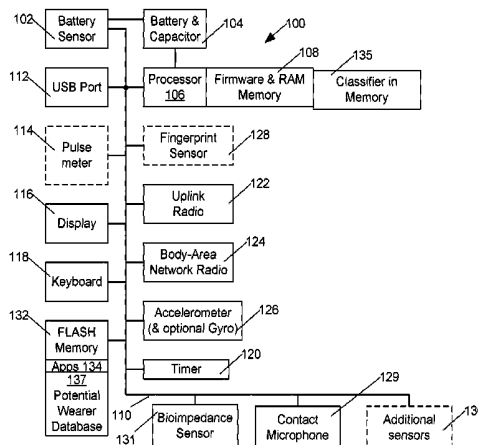 102
Battery
Sensor
Battery &
Capacitor
104
100
108
135
112
USB Port
Processor
106
Firmware & RAM
Memory
Classifier in
Memory
114
Pulse
meter
Fingerprint
Sensor
128
116
Display
Uplink
Radio
122
118
Keyboard
Body-Area
Network Radio
124
132
FLASH
Memory
Accelerometer
(& optional Gyro)
126
Apps 134
137
Potential
Wearer
Database
Timer
120
129
110
Bioimpedance
Sensor
131
Contact
Microphone
Additional
sensors